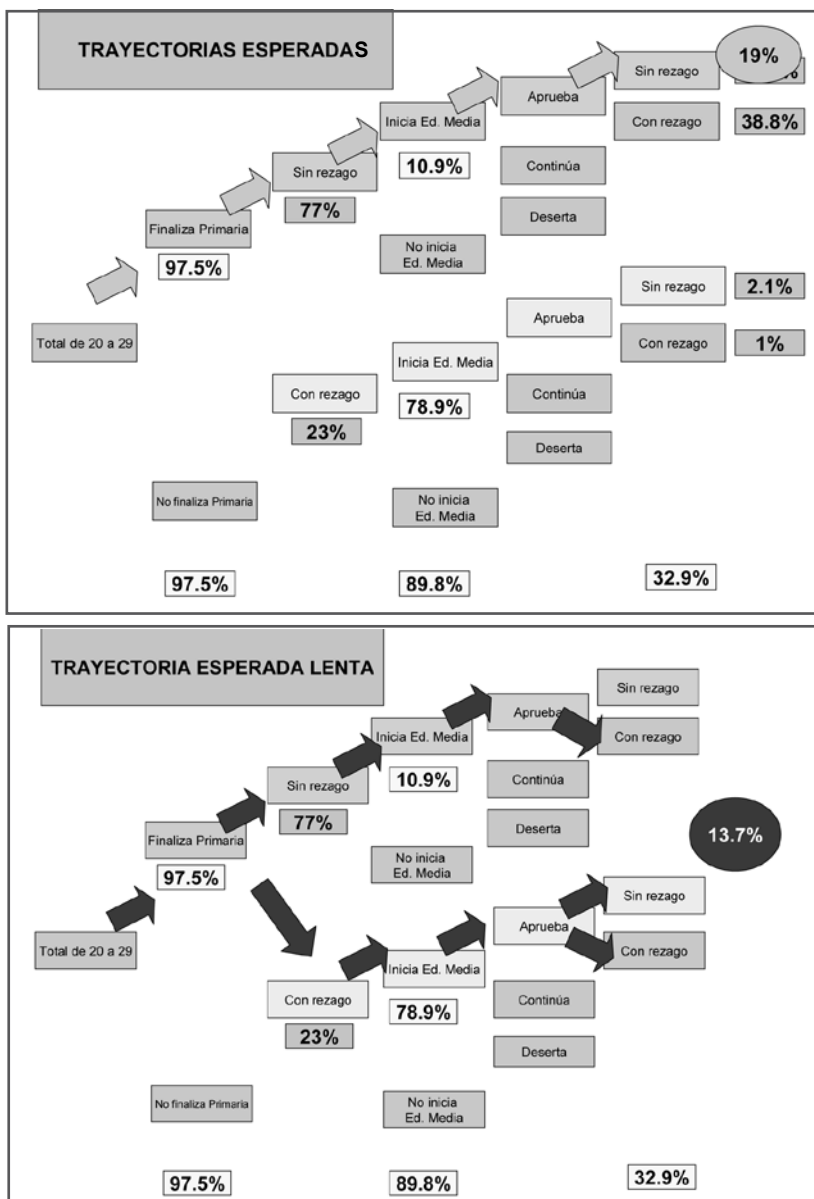 TRAYECTORIAS ESPERADAS
19%
%
Sin rezago
Aprueba
Inicia Ed. Media
Con rezago
38.8%
10.9%
Sin rezago
Continúa
77%
Deserta
Finaliza Primaria
No inicia
Ed. Media
97.5%
Sin rezago
2.1%
Aprueba
Total de 20 a 29
Con rezago
1%
Inicia Ed. Media
Con rezago
78.9%
Continúa
23%
Deserta
No finaliza Primaria
No inicia
Ed. Media
97.5%
89.8%
32.9%
TRAYECTORIA ESPERADA LENTA
Sin rezago
Aprueba
Inicia Ed. Media
Con rezago
10.9%
Sin rezago
Continúa
77%
Deserta
13.7%
Finaliza Primaria
No inicia
Ed. Media
97.5%
Sin rezago
Aprueba
Total de 20 a 29
Con rezago
Inicia Ed. Media
Con rezago
78.9%
Continúa
23%
Deserta
No finaliza Primaria
No inicia
Ed. Media
97.5%
89.8%
32.9%